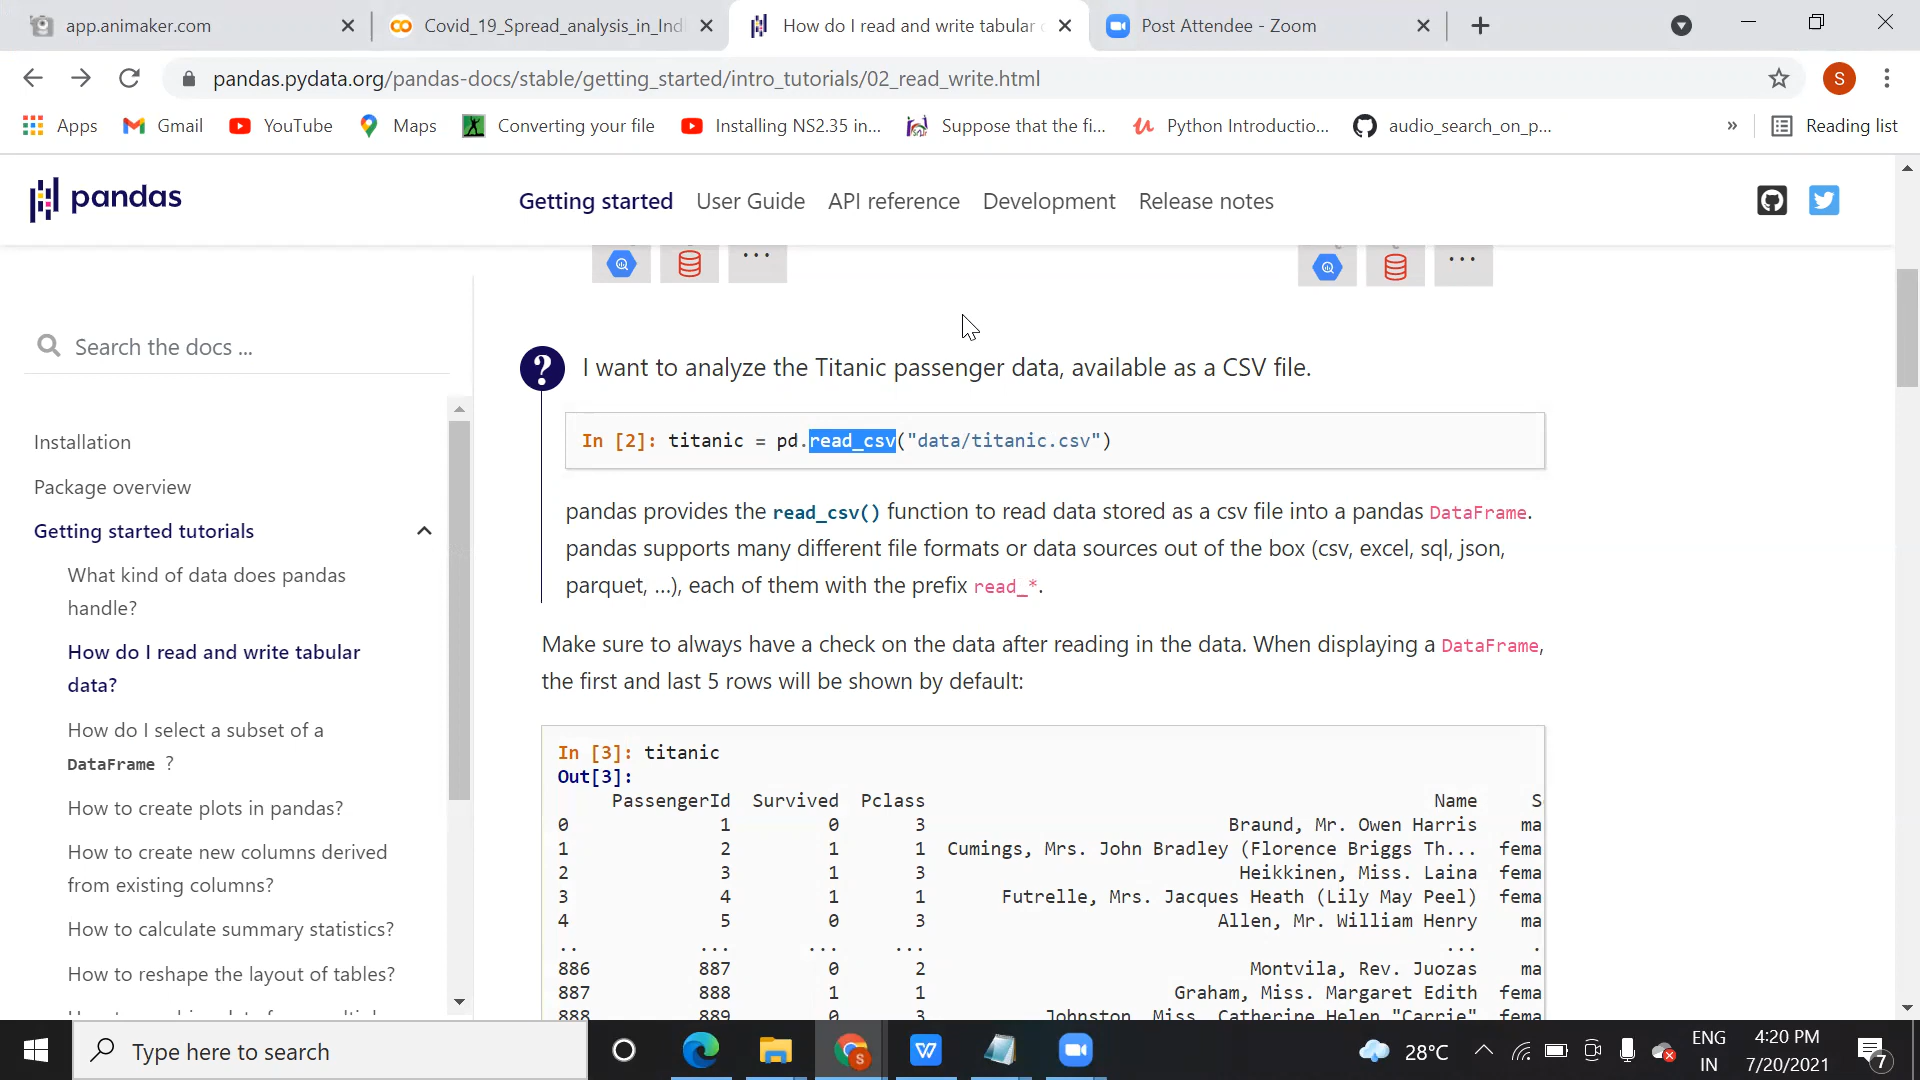 app.animaker.com
Covid_19_Spread_analysis_in_Indi
How do I read and write tabular
Post Attendee - Zoom
pandas.pydata.org/pandas-docs/stable/getting_started/intro_tutorials/02_read_write.html
S
Apps
Gmail
YouTube
Maps
Converting your file
Installing NS2.35 in...
Suppose that the fi...
Python Introductio...
audio_search_on_p...
»
Reading list
pandas
Getting started
User Guide
API reference
Development
Release notes
...
...
Search the docs ...
Installation
Package overview
Getting started tutorials
What kind of data does pandas
handle?
How do I read and write tabular
data?
How do I select a subset of a
DataFrame ?
How to create plots in pandas?
How to create new columns derived
from existing columns?
How to calculate summary statistics?
How to reshape the layout of tables?
?
I want to analyze the Titanic passenger data, available as a CSV file.
In [2]: titanic = pd.read_csv("data/titanic.csv")
pandas provides the read_csv() function to read data stored as a csv file into a pandas DataFrame.
pandas supports many different file formats or data sources out of the box (csv, excel, sql, json,
parquet, …), each of them with the prefix read_*.
Make sure to always have a check on the data after reading in the data. When displaying a DataFrame,
the first and last 5 rows will be shown by default:
In [3]: titanic
Out[3]:
PassengerId Survived Pclass Name S
0 1 0 3 Braund, Mr. Owen Harris ma
1 2 1 1 Cumings, Mrs. John Bradley (Florence Briggs Th... fema
2 3 1 3 Heikkinen, Miss. Laina fema
3 4 1 1 Futrelle, Mrs. Jacques Heath (Lily May Peel) fema
4 5 0 3 Allen, Mr. William Henry ma
.. ... ... ... ... .
886 887 0 2 Montvila, Rev. Juozas ma
887 888 1 1 Graham, Miss. Margaret Edith fema
888 889 0 3 Johnston, Miss. Catherine Helen "Carrie" fema
Type here to search
S
W
28°C
ENG
IN
4:20 PM
7/20/2021
7